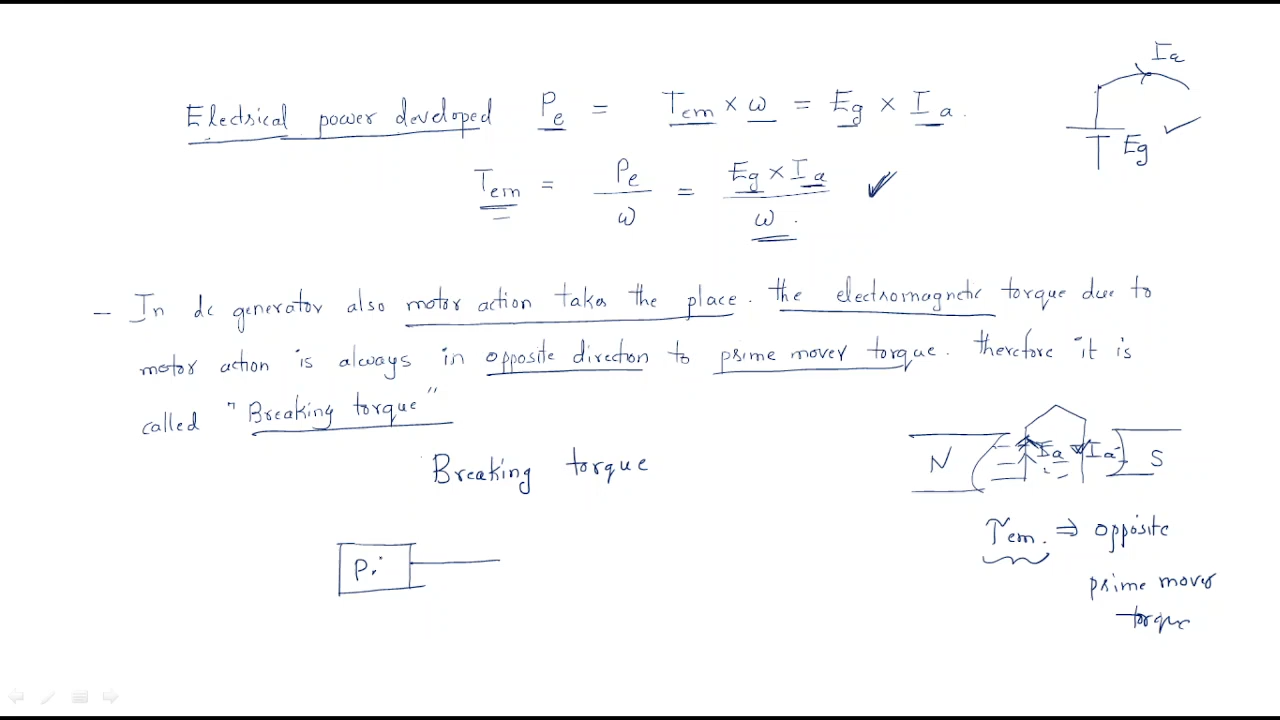 Electrical power developed Pe = Tem × ω = Eg × Ia.
Tem = Pe/ω = Eg × Ia/ω.
Ia
Eg
- In dc generator also motor action takes the place. the electromagnetic torque due to
motor action is always in opposite direction to prime mover torque. therefore it is
called "Breaking torque"
Breaking torque
N Ia Ia S
Tem. ⇒ opposite
prime mover
torque
P.